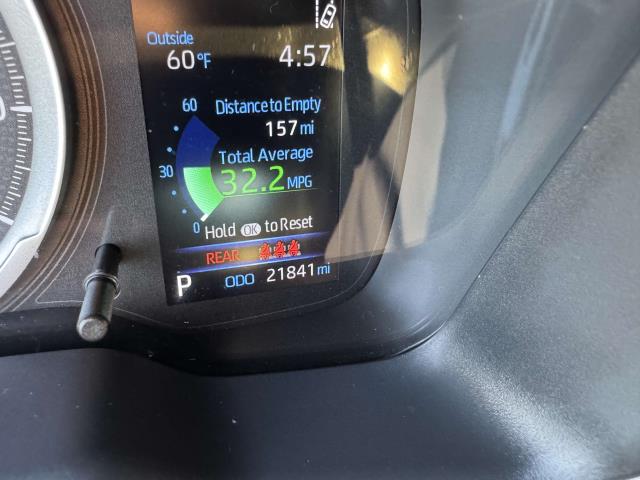 Outside
60°F 4:57
60
Distance to Empty
157 mi
Total Average
30
32.2 MPG
0
Hold OK to Reset
REAR
P ODO 21841 mi